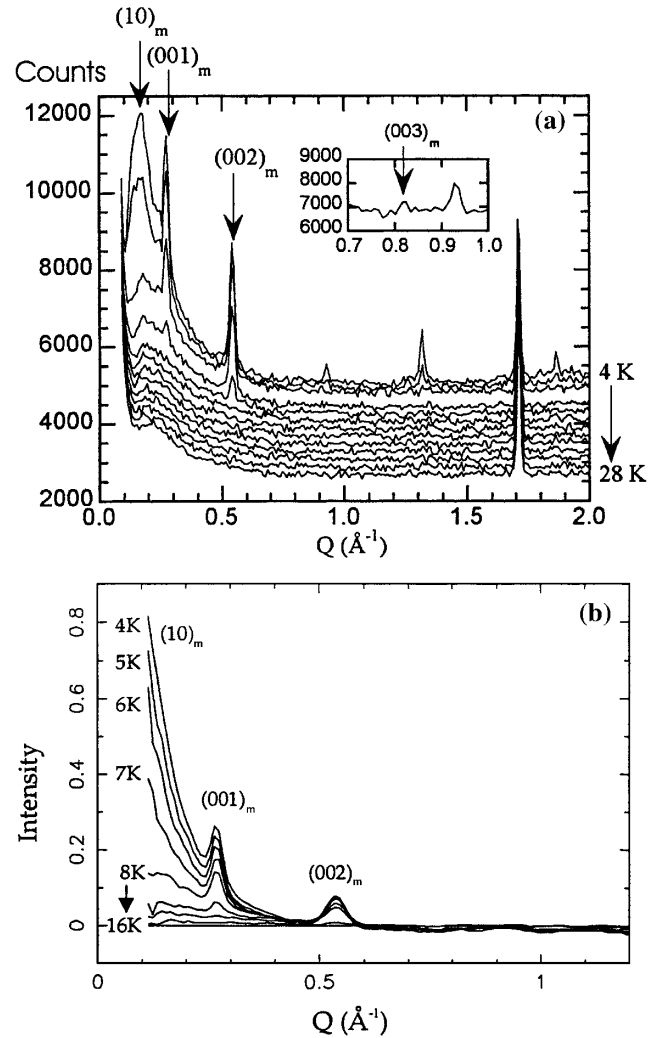 (10)m
(001)m
Counts
(a)
12000
10000
8000
6000
4000
2000
(002)m
(003)m
9000
8000
7000
6000
0.7 0.8 0.9 1.0
4 K
28 K
0.0 0.5 1.0 1.5 2.0
Q (Å⁻¹)
(b)
0.8
0.6
0.4
0.2
0
Intensity
4K
(10)m
5K
6K
7K
(001)m
8K
(002)m
16K
0 0.5 1
Q (Å⁻¹)